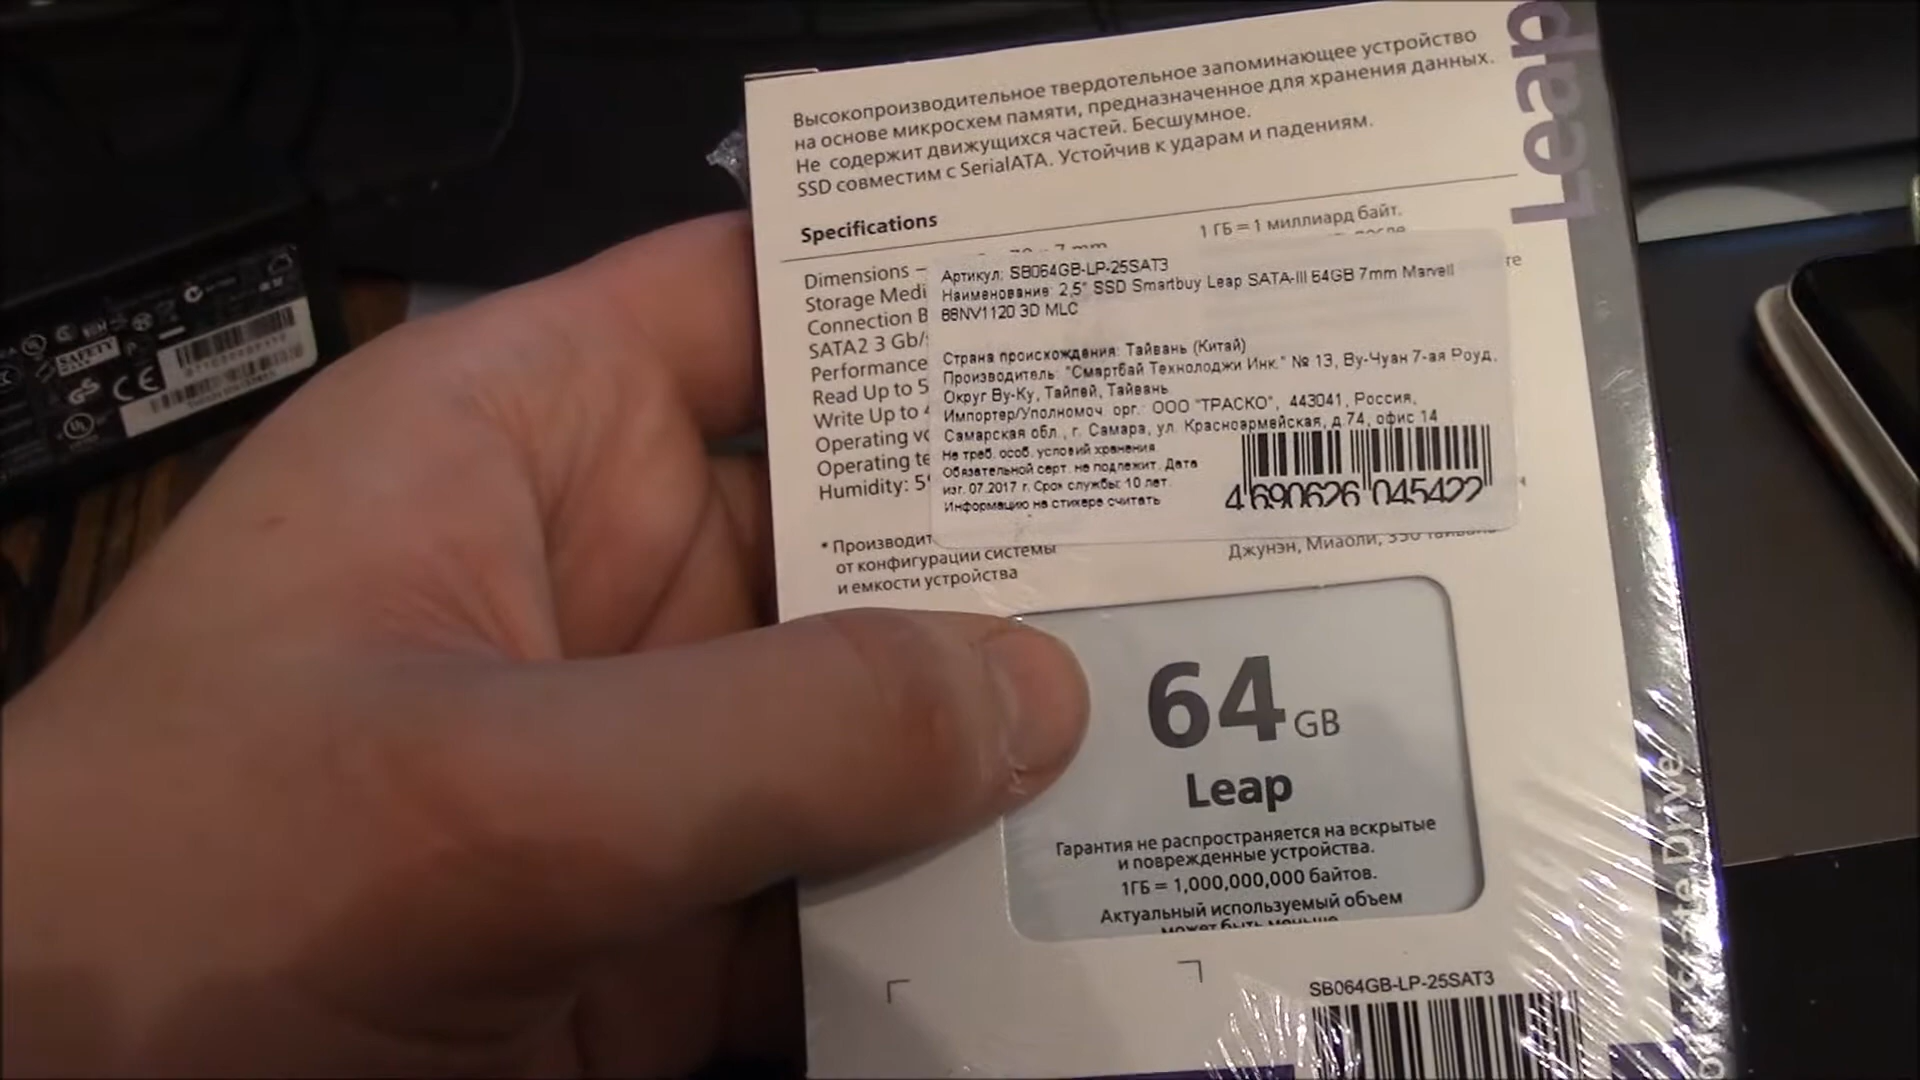 Leap
Высокопроизводительное твердотельное запоминающее устройство
на основе микросхем памяти, предназначенное для хранения данных.
Не содержит движущихся частей. Бесшумное.
SSD совместим с SerialATA. Устойчив к ударам и падениям.
Specifications
1 ГБ = 1 миллиард байт.
Dimensions –
Storage Medi
Connection B
SATA2 3 Gb/
Performance
Read Up to 5
Write Up to
Operating
Operating te
Humidity: 5
Артикул: SB064GB-LP-25SAT3
Наименование: 2,5" SSD Smartbuy Leap SATA-III 64GB 7mm Marvell
88NV1120 3D MLC
Страна происхождения: Тайвань (Китай)
Производитель: "Смартбай Технолоджи Инк." № 13, Ву-Чуан 7-ая Роуд,
Округ Ву-Ку, Тайпей, Тайвань
Импортер/Уполномоч. орг.: ООО "ТРАСКО", 443041, Россия,
Самарская обл., г. Самара, ул. Красноармейская, д.74, офис 14
Не треб. особ. условий хранения
Обязательной серт. не подлежит. Дата
изг. 07.2017 г. Срок службы: 10 лет.
Информацию на стикере считать
4 690626 045422
* Производит
от конфигурации системы
и емкости устройства
Джунэн, Миаоли, 350 Тайвань
64 GB
Leap
Гарантия не распространяется на вскрытые
и поврежденные устройства.
1ГБ = 1,000,000,000 байтов.
Актуальный используемый объем
может быть меньше
SB064GB-LP-25SAT3
Drive
SAFETY